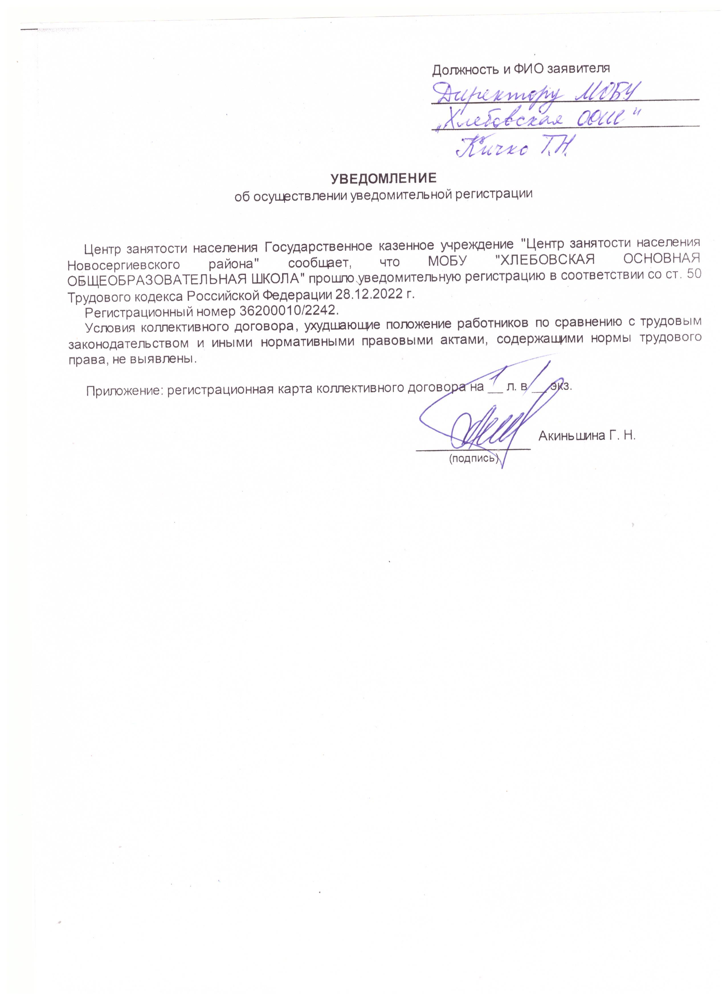 Должность и ФИО заявителя
Директору МОБУ
„Хлебовская ООШ"
Кичко Т.Н.
УВЕДОМЛЕНИЕ
об осуществлении уведомительной регистрации
Центр занятости населения Государственное казенное учреждение "Центр занятости населения
Новосергиевского района" сообщает, что МОБУ "ХЛЕБОВСКАЯ ОСНОВНАЯ
ОБЩЕОБРАЗОВАТЕЛЬНАЯ ШКОЛА" прошло уведомительную регистрацию в соответствии со ст. 50
Трудового кодекса Российской Федерации 28.12.2022 г.
Регистрационный номер 36200010/2242.
Условия коллективного договора, ухудшающие положение работников по сравнению с трудовым
законодательством и иными нормативными правовыми актами, содержащими нормы трудового
права, не выявлены.
Приложение: регистрационная карта коллективного договора на 1 л. в 1 экз.
Акиньшина Г. Н.
(подпись)